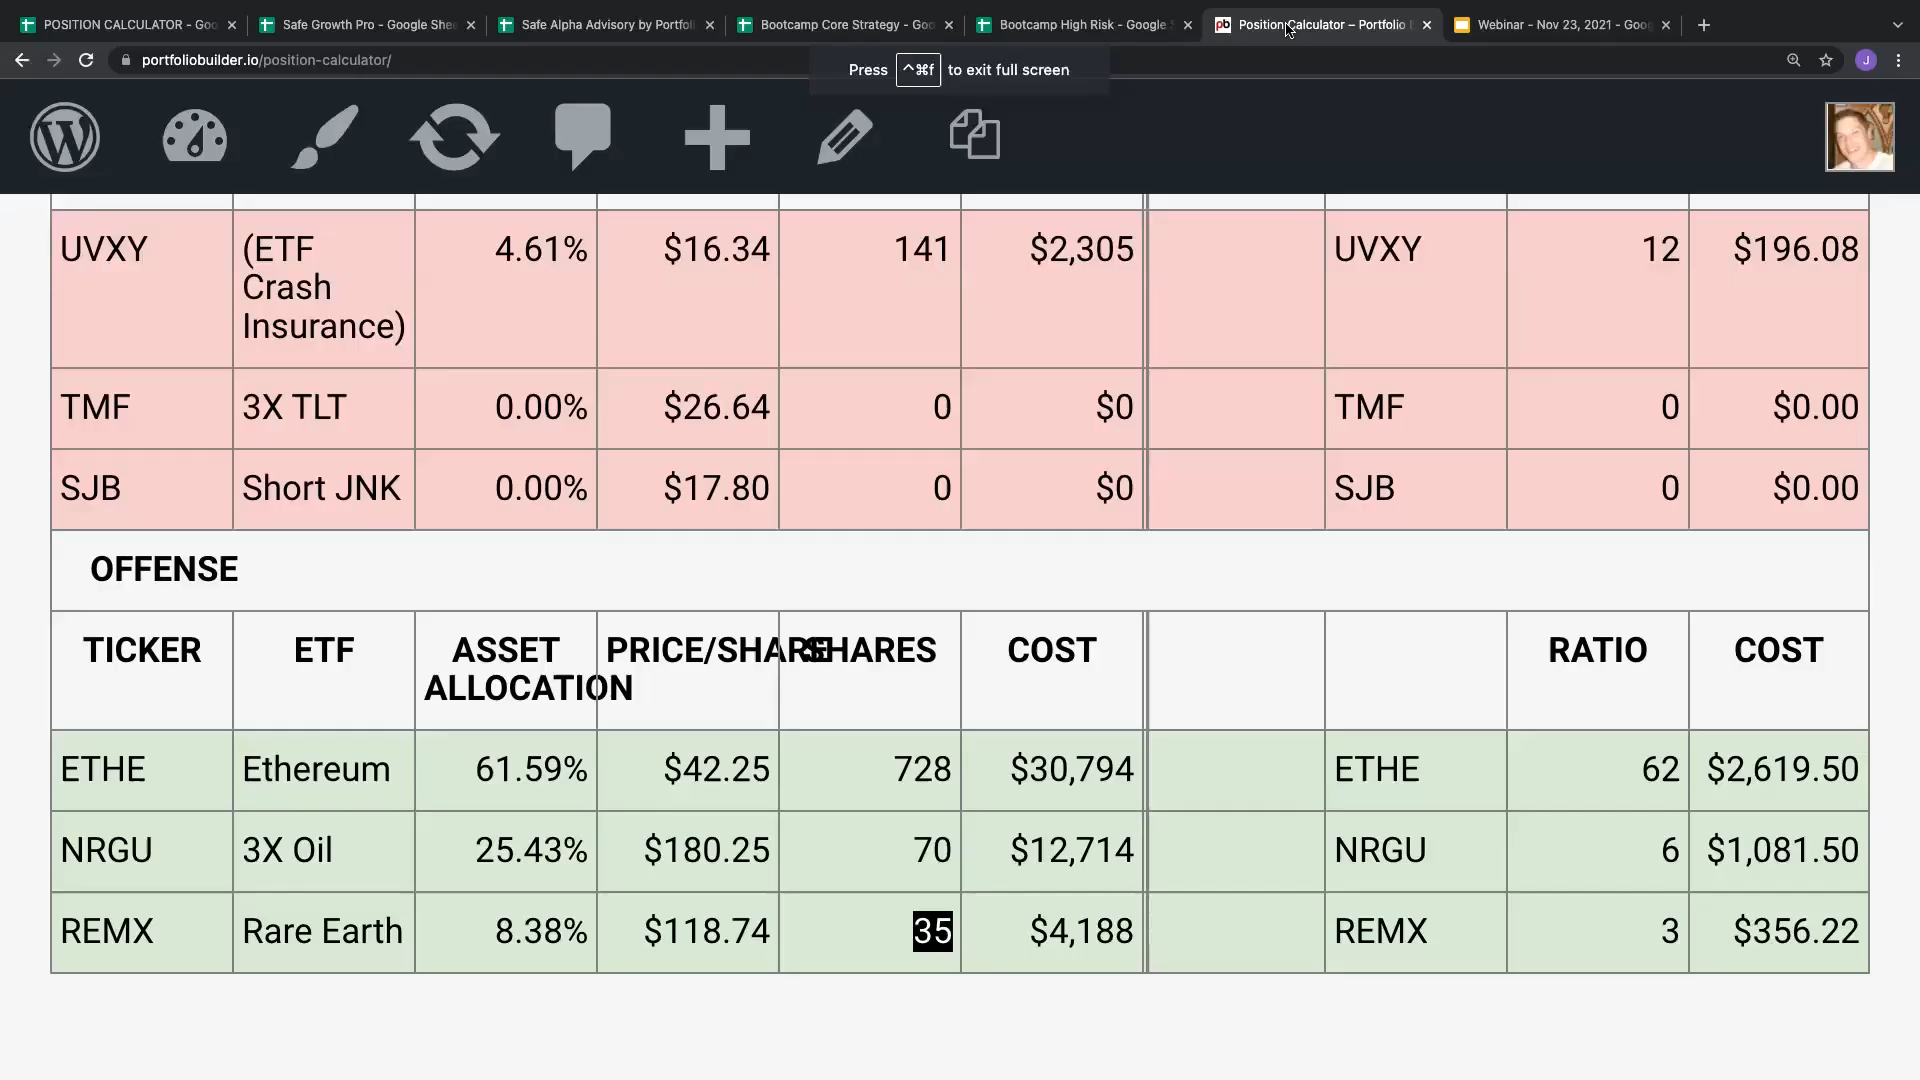 POSITION CALCULATOR - Goo
Safe Growth Pro - Google Shee
Safe Alpha Advisory by Portfoli
Bootcamp Core Strategy - Goo
Bootcamp High Risk - Google S
Position Calculator – Portfolio
Webinar - Nov 23, 2021 - Goog
portfoliobuilder.io/position-calculator/
Press ^⌘f to exit full screen
UVXY (ETF Crash Insurance) 4.61% $16.34 141 $2,305 UVXY 12 $196.08
TMF 3X TLT 0.00% $26.64 0 $0 TMF 0 $0.00
SJB Short JNK 0.00% $17.80 0 $0 SJB 0 $0.00
OFFENSE
TICKER ETF ASSET ALLOCATION PRICE/SHARE SHARES COST RATIO COST
ETHE Ethereum 61.59% $42.25 728 $30,794 ETHE 62 $2,619.50
NRGU 3X Oil 25.43% $180.25 70 $12,714 NRGU 6 $1,081.50
REMX Rare Earth 8.38% $118.74 35 $4,188 REMX 3 $356.22